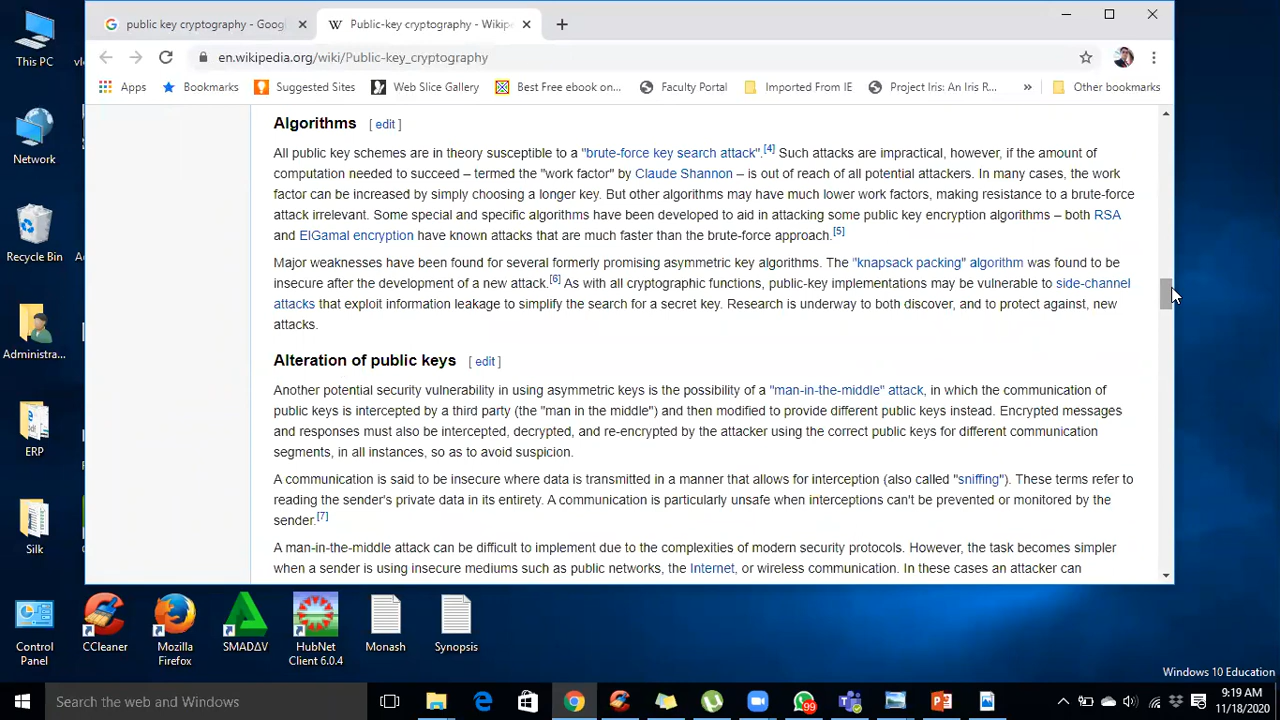 This PC
Network
Recycle Bin
Administra...
ERP
Silk
Control
Panel
CCleaner
Mozilla
Firefox
SMADΔV
HubNet
Client 6.0.4
Monash
Synopsis
public key cryptography - Goog
Public-key cryptography - Wikip
en.wikipedia.org/wiki/Public-key_cryptography
Apps
Bookmarks
Suggested Sites
Web Slice Gallery
Best Free ebook on...
Faculty Portal
Imported From IE
Project Iris: An Iris R...
»
Other bookmarks
Algorithms [ edit ]
All public key schemes are in theory susceptible to a "brute-force key search attack".[4] Such attacks are impractical, however, if the amount of
computation needed to succeed – termed the "work factor" by Claude Shannon – is out of reach of all potential attackers. In many cases, the work
factor can be increased by simply choosing a longer key. But other algorithms may have much lower work factors, making resistance to a brute-force
attack irrelevant. Some special and specific algorithms have been developed to aid in attacking some public key encryption algorithms – both RSA
and ElGamal encryption have known attacks that are much faster than the brute-force approach.[5]
Major weaknesses have been found for several formerly promising asymmetric key algorithms. The "knapsack packing" algorithm was found to be
insecure after the development of a new attack.[6] As with all cryptographic functions, public-key implementations may be vulnerable to side-channel
attacks that exploit information leakage to simplify the search for a secret key. Research is underway to both discover, and to protect against, new
attacks.
Alteration of public keys [ edit ]
Another potential security vulnerability in using asymmetric keys is the possibility of a "man-in-the-middle" attack, in which the communication of
public keys is intercepted by a third party (the "man in the middle") and then modified to provide different public keys instead. Encrypted messages
and responses must also be intercepted, decrypted, and re-encrypted by the attacker using the correct public keys for different communication
segments, in all instances, so as to avoid suspicion.
A communication is said to be insecure where data is transmitted in a manner that allows for interception (also called "sniffing"). These terms refer to
reading the sender's private data in its entirety. A communication is particularly unsafe when interceptions can't be prevented or monitored by the
sender.[7]
A man-in-the-middle attack can be difficult to implement due to the complexities of modern security protocols. However, the task becomes simpler
when a sender is using insecure mediums such as public networks, the Internet, or wireless communication. In these cases an attacker can
Windows 10 Education
Search the web and Windows
99
9:19 AM
11/18/2020